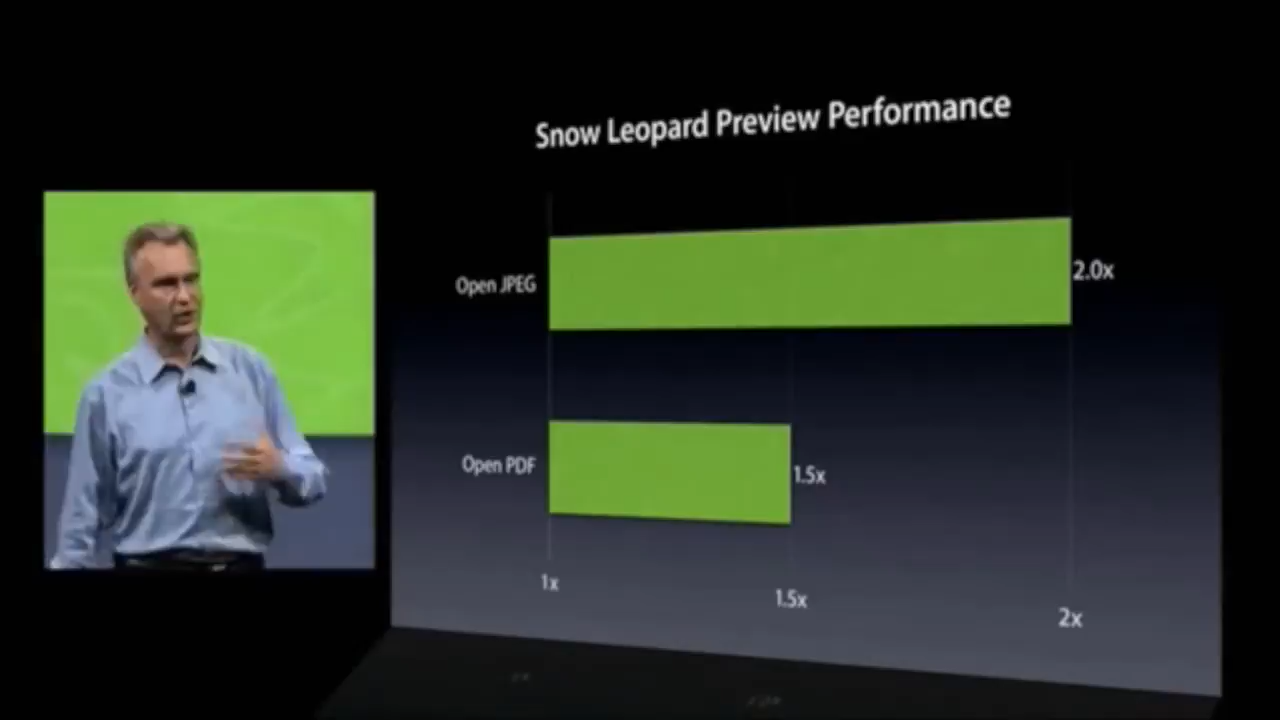 Snow Leopard Preview Performance
Open JPEG
2.0x
Open PDF
1.5x
1x
1.5x
2x